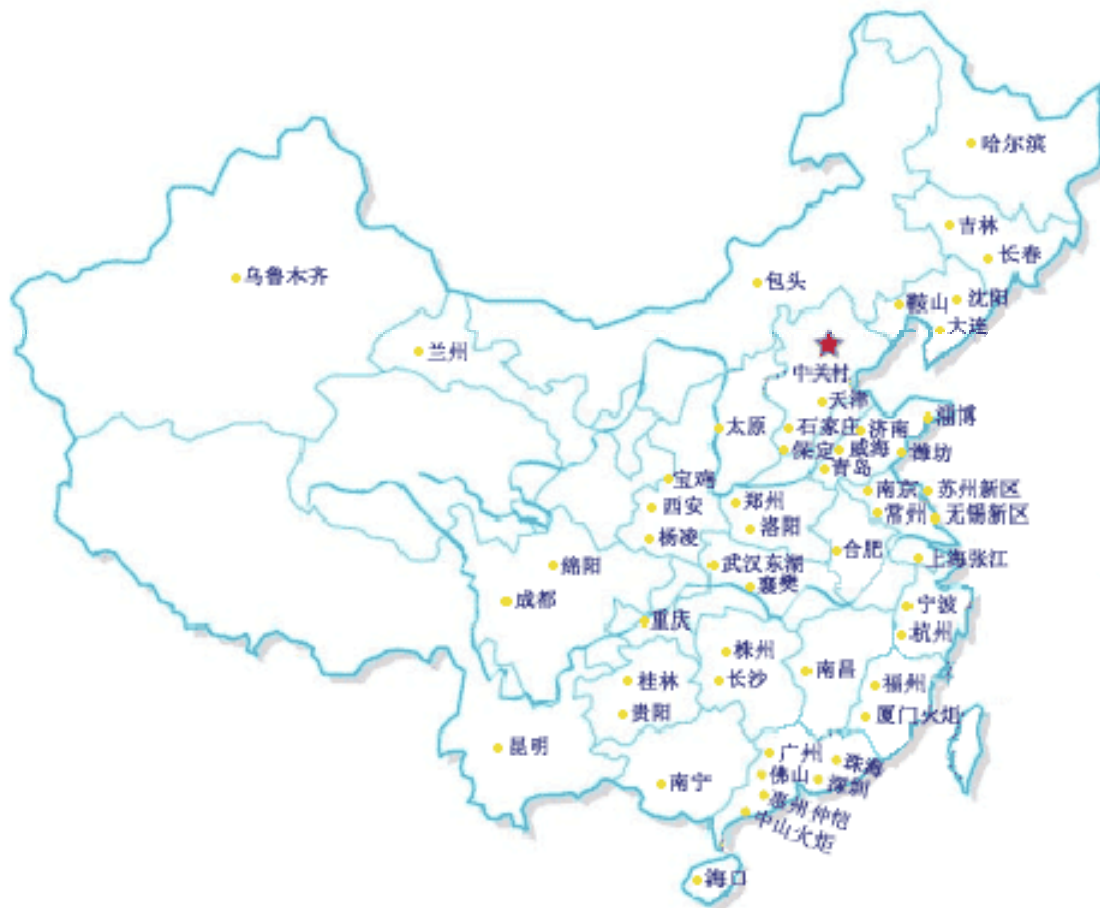 哈尔滨
吉林
长春
乌鲁木齐
包头
鞍山
沈阳
大连
兰州
中关村
天津
淄博
太原
石家庄
济南
保定
威海
潍坊
青岛
宝鸡
南京
苏州新区
西安
郑州
常州
无锡新区
洛阳
杨凌
合肥
上海张江
绵阳
武汉东湖
襄樊
成都
宁波
重庆
杭州
株州
南昌
桂林
长沙
福州
贵阳
厦门火炬
昆明
广州
珠海
佛山
深圳
南宁
惠州仲恺
中山火炬
海口